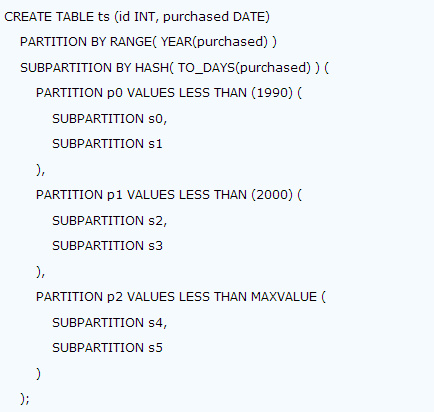 CREATE TABLE ts (id INT, purchased DATE)
PARTITION BY RANGE( YEAR(purchased) )
SUBPARTITION BY HASH( TO_DAYS(purchased) ) (
PARTITION p0 VALUES LESS THAN (1990) (
SUBPARTITION s0,
SUBPARTITION s1
),
PARTITION p1 VALUES LESS THAN (2000) (
SUBPARTITION s2,
SUBPARTITION s3
),
PARTITION p2 VALUES LESS THAN MAXVALUE (
SUBPARTITION s4,
SUBPARTITION s5
)
);